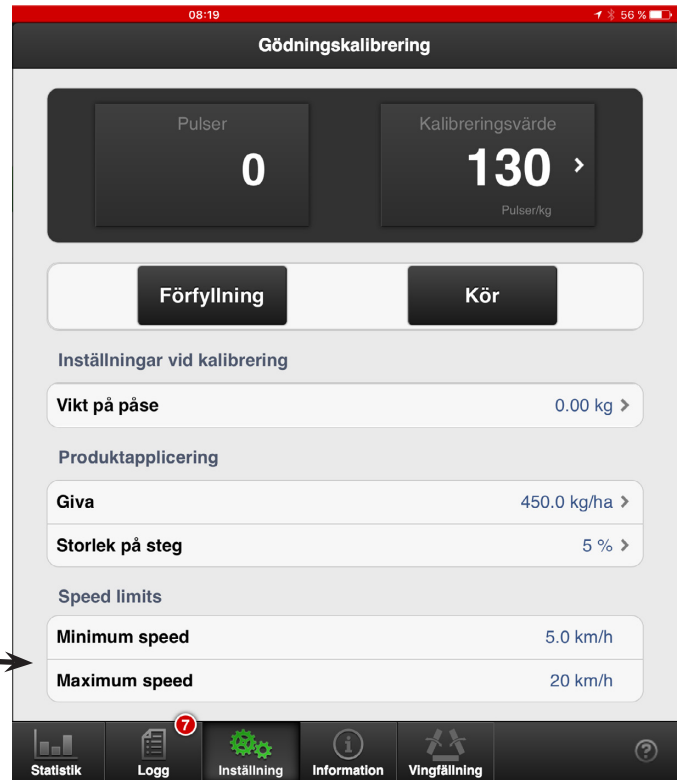 08:19 56 %
Gödningskalibrering
Pulser
0
Kalibreringsvärde
130
Pulser/kg
Förfyllning Kör
Inställningar vid kalibrering
Vikt på påse 0.00 kg
Produktapplicering
Giva 450.0 kg/ha
Storlek på steg 5 %
Speed limits
Minimum speed 5.0 km/h
Maximum speed 20 km/h
7
Statistik Logg Inställning Information Vingfällning ?